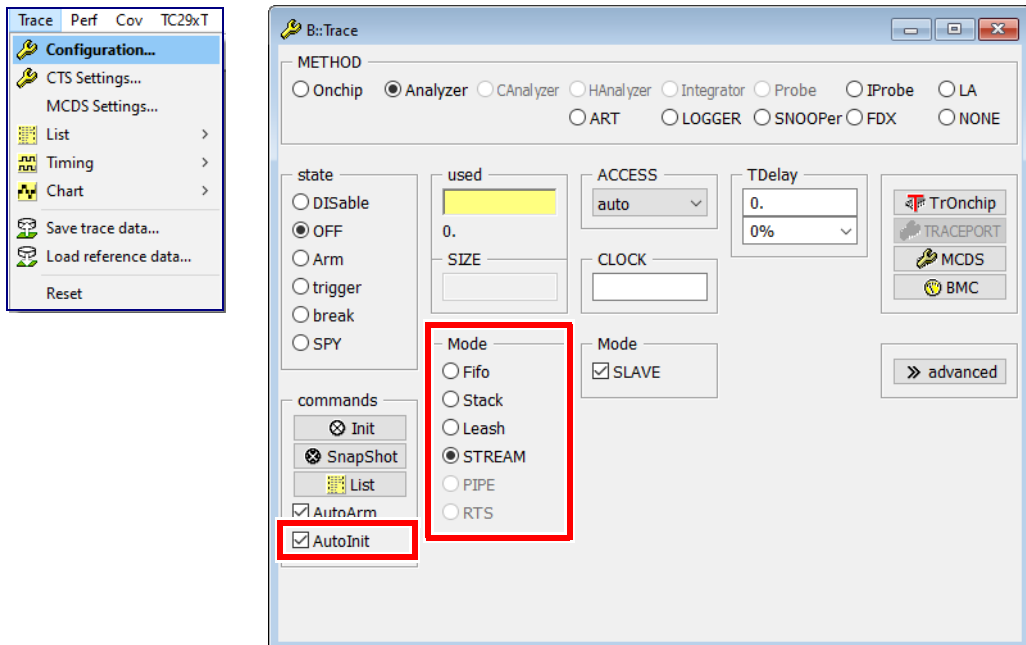 Trace Perf Cov TC29xT
Configuration...
CTS Settings...
MCDS Settings...
List
Timing
Chart
Save trace data...
Load reference data...
Reset
B::Trace
METHOD
Onchip Analyzer CAnalyzer HAnalyzer Integrator Probe IProbe LA
ART LOGGER SNOOPer FDX NONE
state
DISable
OFF
Arm
trigger
break
SPY
commands
Init
SnapShot
List
AutoArm
AutoInit
used
0.
SIZE
Mode
Fifo
Stack
Leash
STREAM
PIPE
RTS
ACCESS
auto
CLOCK
Mode
SLAVE
TDelay
0.
0%
TrOnchip
TRACEPORT
MCDS
BMC
advanced